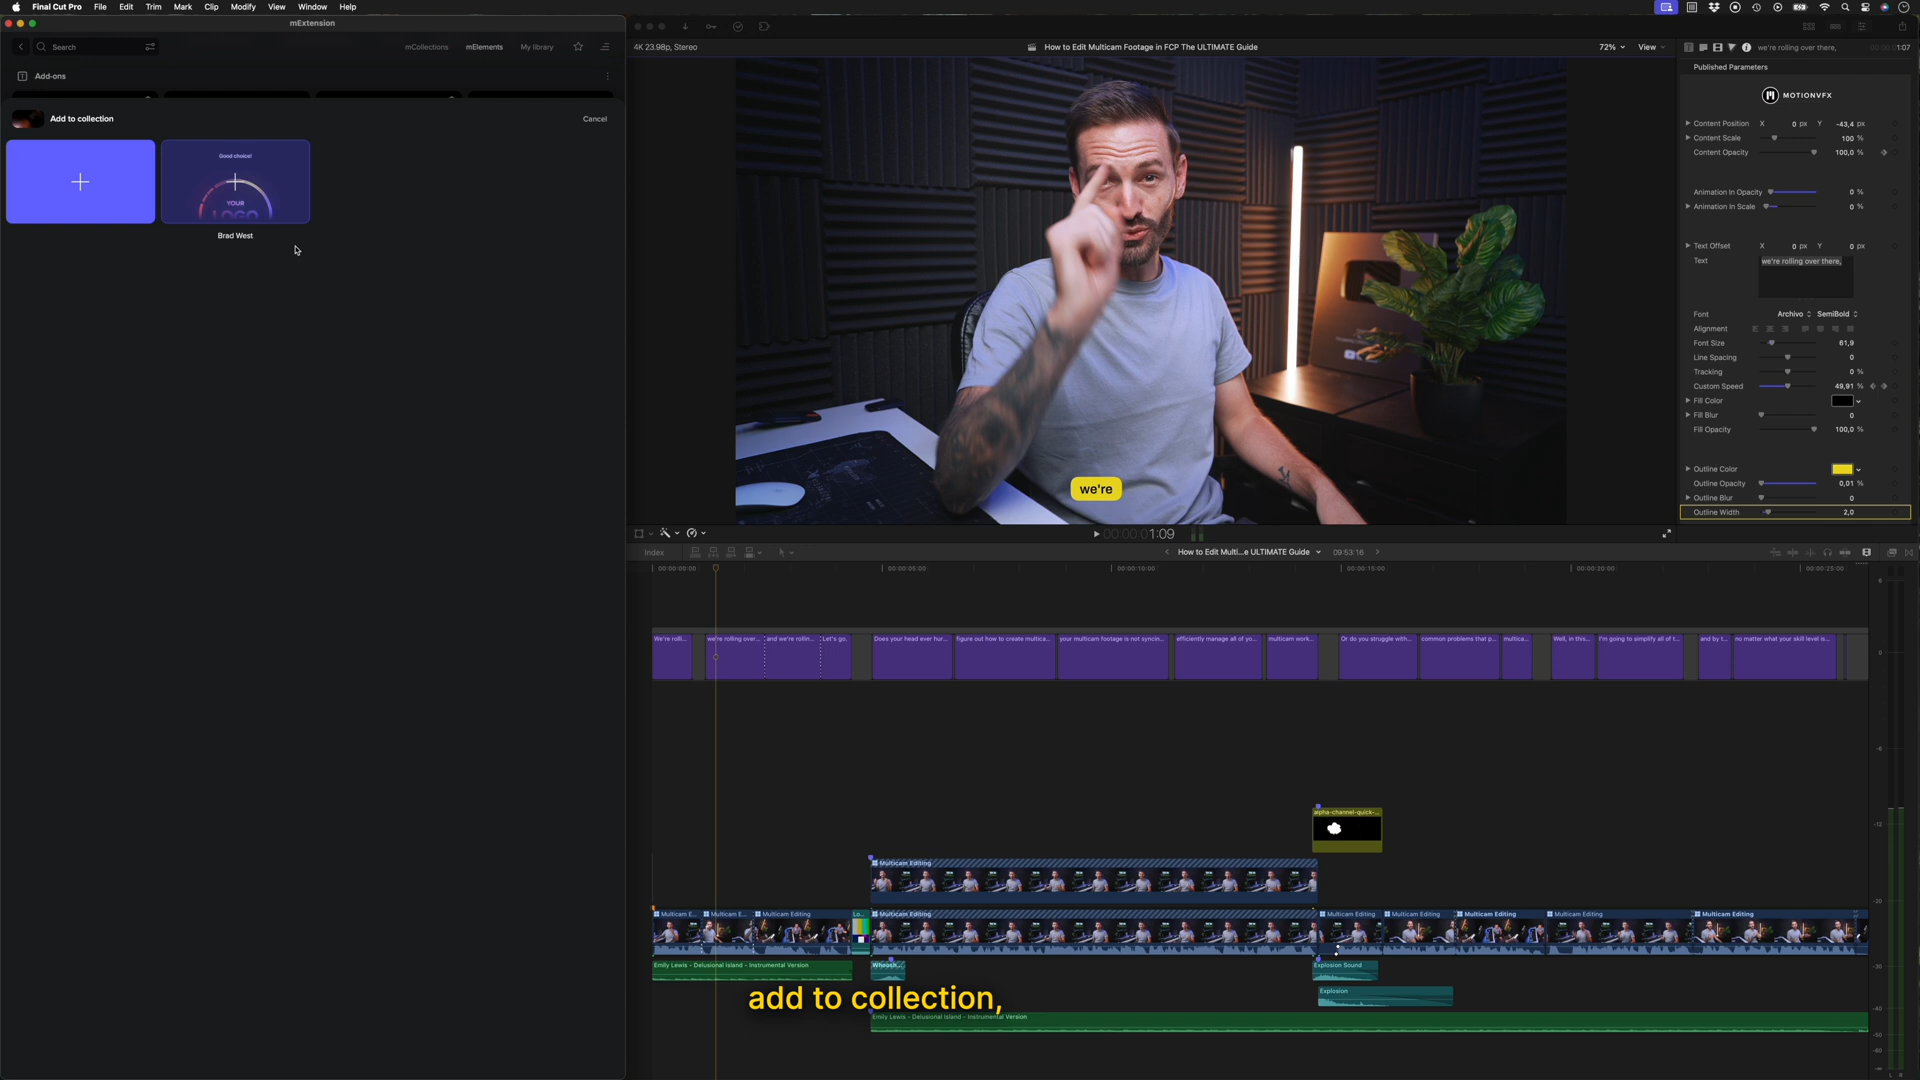 Final Cut Pro File Edit Trim Mark Clip Modify View Window Help
mExtension
Search
mCollections mElements My library
Add-ons
Add to collection
Cancel
Good choice!
YOUR
LOGO
Brad West
4K 23.98p, Stereo
How to Edit Multicam Footage in FCP The ULTIMATE Guide
72% View
we're rolling over there,
1:07
Published Parameters
MOTIONVFX
Content Position X 0 px Y -43,4 px
Content Scale 100 %
Content Opacity 100,0 %
Animation In Opacity 0 %
Animation In Scale 0 %
Text Offset X 0 px Y 0 px
Text we're rolling over there,
Font Archivo SemiBold
Alignment
Font Size 61,9
Line Spacing 0
Tracking 0 %
Custom Speed 49,91 %
Fill Color
Fill Blur 0
Fill Opacity 100,0 %
Outline Color
Outline Opacity 0,01 %
Outline Blur 0
Outline Width 2,0
we're
00:00:00:01:09
Index
How to Edit Multi...e ULTIMATE Guide 09:53:16
00:00:00:00 00:00:05:00 00:00:10:00 00:00:15:00 00:00:20:00 00:00:25:00
We're rolli... we're rolling over... and we're rollin... Let's go. Does your head ever hur... figure out how to create multica... your multicam footage is not syncin... efficiently manage all of yo... multicam work... Or do you struggle with... common problems that p... multica... Well, in this... I'm going to simplify all of t... and by t... no matter what your skill level is...
alpha-channel-quick-...
Multicam Editing
Multicam E... Multicam E... Multicam Editing Lo... Multicam Editing Multicam Editing Multicam Editing Multicam Editing Multicam Editing Multicam Editing
Emily Lewis - Delusional Island - Instrumental Version Whoosh... Explosion Sound
Explosion
add to collection,
Emily Lewis - Delusional Island - Instrumental Version
6
0
-6
-12
-20
-30
-40
-50
-60
L R